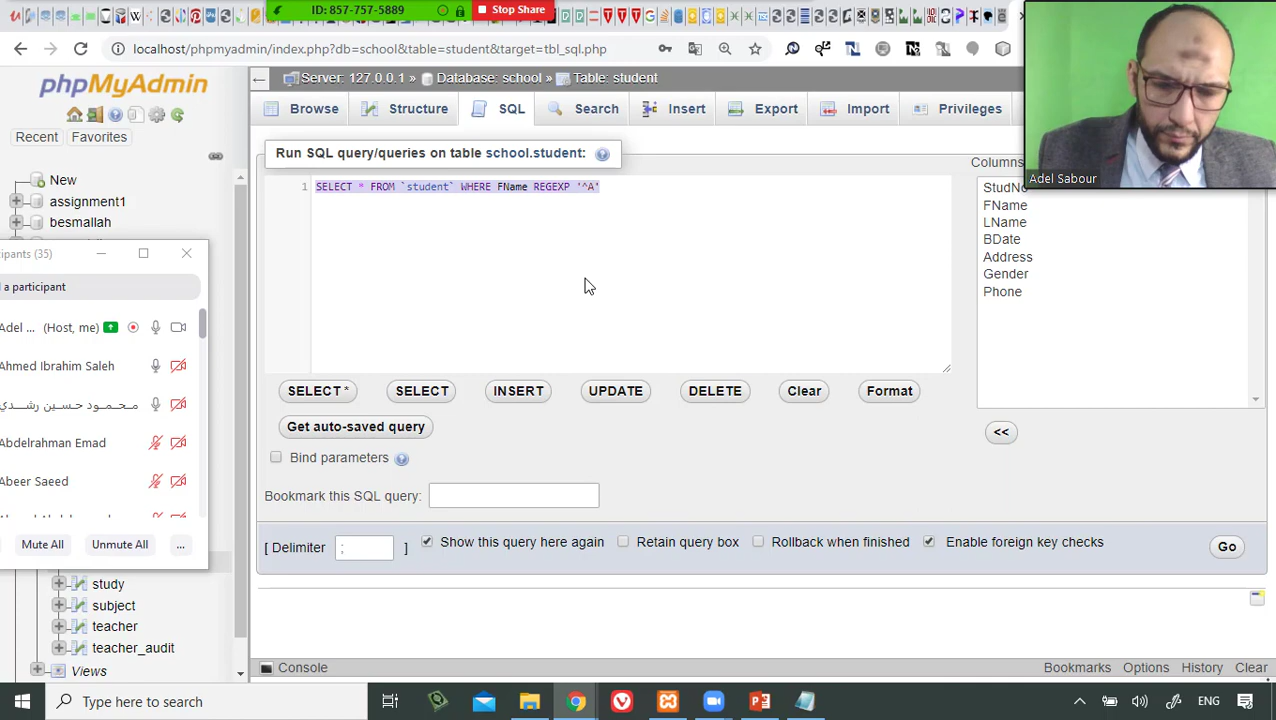 ID: 857-757-5889
Stop Share
localhost/phpmyadmin/index.php?db=school&table=student&target=tbl_sql.php
phpMyAdmin
Recent
Favorites
New
assignment1
besmallah
Server: 127.0.0.1 » Database: school » Table: student
Browse
Structure
SQL
Search
Insert
Export
Import
Privileges
Adel Sabour
Run SQL query/queries on table school.student:
1
SELECT * FROM `student` WHERE FName REGEXP '^A'
Columns
StudNo
FName
LName
BDate
Address
Gender
Phone
<<
SELECT *
SELECT
INSERT
UPDATE
DELETE
Clear
Format
Get auto-saved query
Bind parameters
Bookmark this SQL query:
[ Delimiter ; ]
Show this query here again
Retain query box
Rollback when finished
Enable foreign key checks
Go
cipants (35)
a participant
Adel ... (Host, me)
Ahmed Ibrahim Saleh
مـحـمـود حـسـين رشــدي
Abdelrahman Emad
Abeer Saeed
Mute All
Unmute All
...
study
subject
teacher
teacher_audit
Views
Console
Bookmarks
Options
History
Clear
Type here to search
ENG